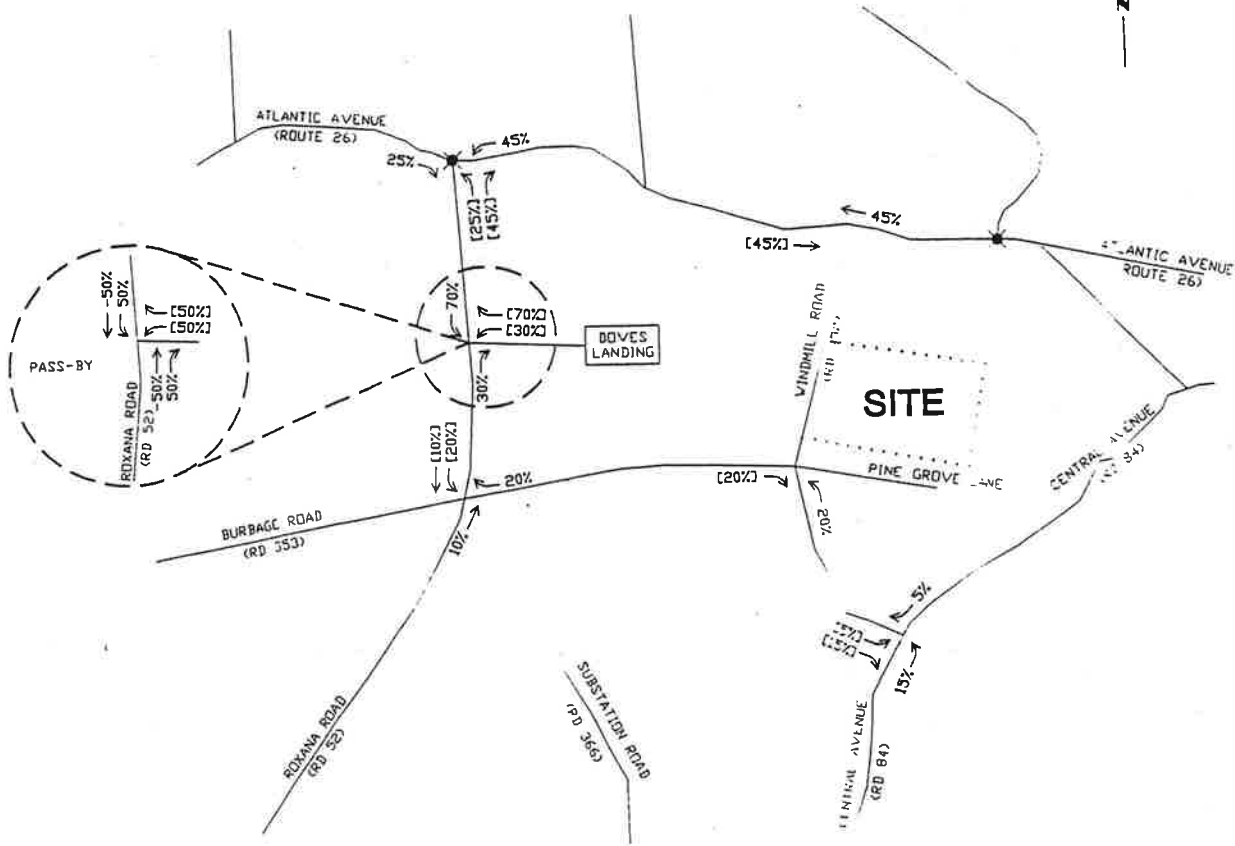 N
ATLANTIC AVENUE
(ROUTE 26)
25%
45%
[25%]
[45%]
45%
[45%]
ATLANTIC AVENUE
ROUTE 26)
-50%
50%
[50%]
[50%]
PASS-BY
-50%
50%
ROXANA ROAD
(RD 52)
70%
[70%]
[30%]
30%
DOVES
LANDING
WINDMILL ROAD
SITE
[10%]
[20%]
20%
BURBAGE ROAD
(RD 353)
10%
[20%]
20%
PINE GROVE
CENTRAL AVENUE
5%
15%
ROXANA ROAD
(RD 52)
SUBSTATION ROAD
(RD 366)
CENTRAL AVENUE
(RD 84)